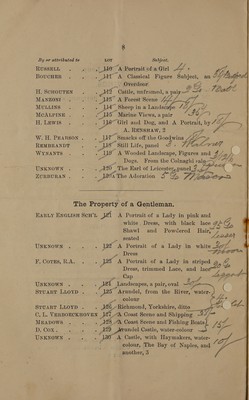 8
By or attributed to LOT Subject.
RUSSELL 110 A Portrait of a Girl
BOUCHER 111 A Classical Figure Subject, an
Overdoor
H. SCHOUTEN 112 Castle, unframed, a pair
MANZONI 113 A Forest Scene
MULLINS 114 Sheep in a Landscape
MCALPINE 115 Marine Views, a pair
H. LEWIS 116 Girl and Dog, and A Portrait, by
A. RENSHAW, 2
W. H. PEARSON 117 Smacks off the Goodwins
REMBRANDT 118 Still Life, panel
WYNANTS 119 A Wooded Landscape, Figures and
Dogs. From the Colnaghi
UNKNOWN 120 The Earl of Leicester, panel
ZURBURAN 120A The Adoration
The Property of a Gentleman.
EARLY ENGLISH SCH'L 121 A Portrait of a Lady in pink and
white Dress, with black lace
Shawl and Powdered Hair,
seated
UNKNOWN 122 A Portrait of a Lady in white
Dress
F. COTES, R.A. 123 A Portrait of a Lady in striped
Dress, trimmed Lace, and lace
Cap
UNKNOWN 124 Landscapes, a pair, oval
STUART LLOYD 125 Arundel, from the River, water-
colour
STUART LLOYD 126 Richmond, Yorkshire, ditto
C. L. VERBOECKHOVEN 127 A Coast Scene and Shipping
MEADOWS 128 A Coast Scene and Fishing Boats
D. COX 129 Arundel Castle, water-colour
UNKNOWN 130 A Castle, with Haymakers, water-
colour, The Bay of Naples, and
another, 3